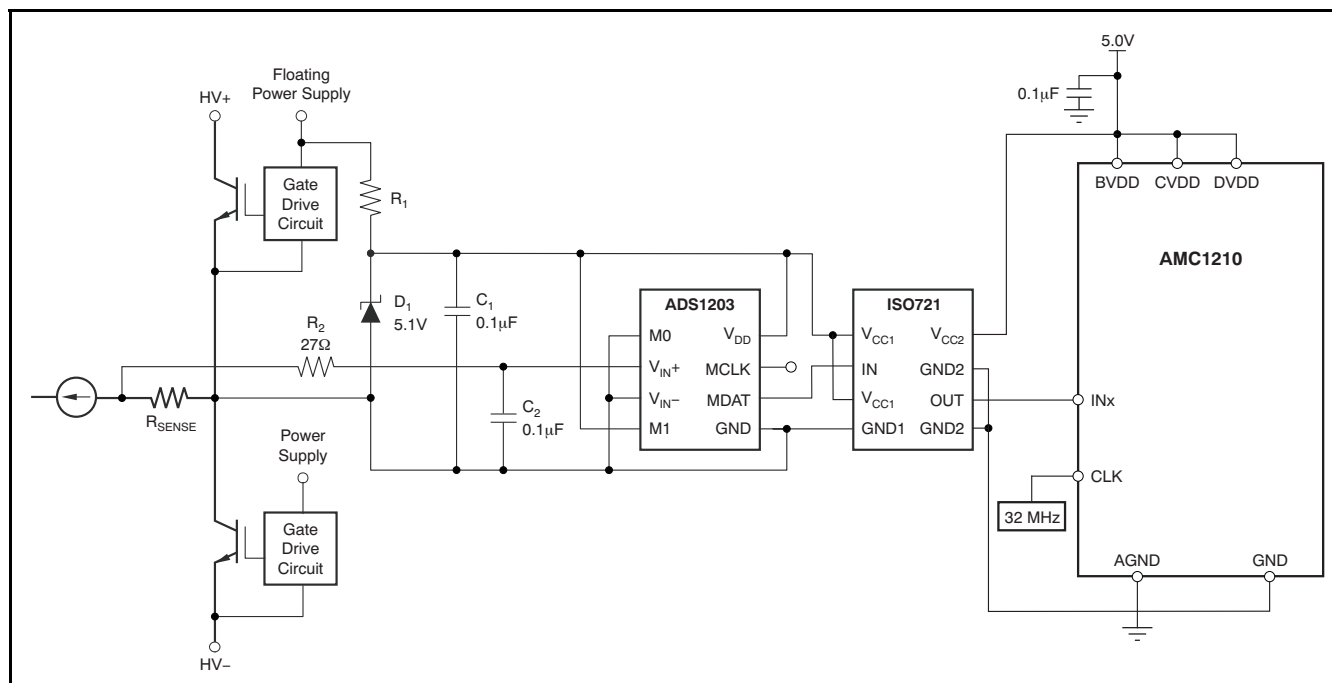 5.0V
0.1µF
Floating
Power Supply
HV+
Gate
Drive
Circuit
R1
BVDD CVDD DVDD
AMC1210
D1
5.1V
C1
0.1µF
R2
27Ω
ADS1203
M0
VIN+
VIN−
M1
VDD
MCLK
MDAT
GND
ISO721
VCC1
IN
VCC1
GND1
VCC2
GND2
OUT
GND2
INx
CLK
32 MHz
RSENSE
C2
0.1µF
Power
Supply
Gate
Drive
Circuit
AGND
GND
HV−